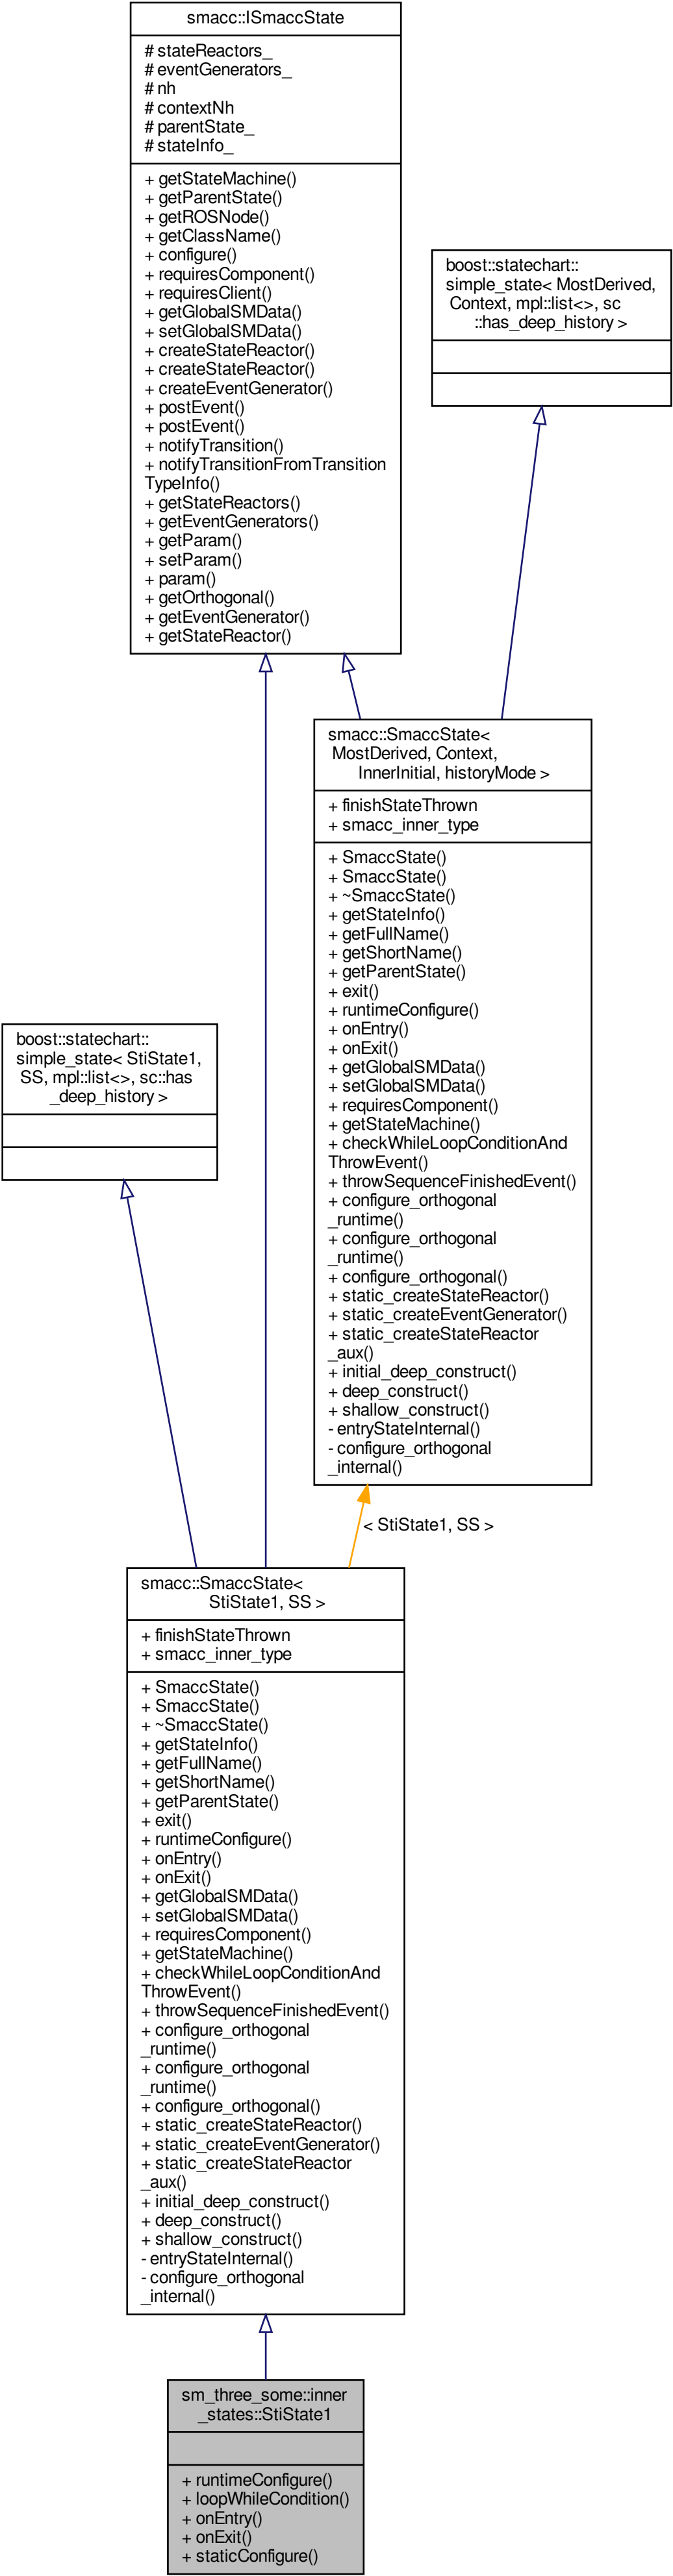 smacc::ISmaccState
# stateReactors_
# eventGenerators_
# nh
# contextNh
# parentState_
# stateInfo_
+ getStateMachine()
+ getParentState()
+ getROSNode()
+ getClassName()
+ configure()
+ requiresComponent()
+ requiresClient()
+ getGlobalSMData()
+ setGlobalSMData()
+ createStateReactor()
+ createStateReactor()
+ createEventGenerator()
+ postEvent()
+ postEvent()
+ notifyTransition()
+ notifyTransitionFromTransition
TypeInfo()
+ getStateReactors()
+ getEventGenerators()
+ getParam()
+ setParam()
+ param()
+ getOrthogonal()
+ getEventGenerator()
+ getStateReactor()
boost::statechart::
simple_state< MostDerived,
Context, mpl::list<>, sc
::has_deep_history >
smacc::SmaccState<
MostDerived, Context,
InnerInitial, historyMode >
+ finishStateThrown
+ smacc_inner_type
+ SmaccState()
+ SmaccState()
+ ~SmaccState()
+ getStateInfo()
+ getFullName()
+ getShortName()
+ getParentState()
+ exit()
+ runtimeConfigure()
+ onEntry()
+ onExit()
+ getGlobalSMData()
+ setGlobalSMData()
+ requiresComponent()
+ getStateMachine()
+ checkWhileLoopConditionAnd
ThrowEvent()
+ throwSequenceFinishedEvent()
+ configure_orthogonal
_runtime()
+ configure_orthogonal
_runtime()
+ configure_orthogonal()
+ static_createStateReactor()
+ static_createEventGenerator()
+ static_createStateReactor
_aux()
+ initial_deep_construct()
+ deep_construct()
+ shallow_construct()
- entryStateInternal()
- configure_orthogonal
_internal()
boost::statechart::
simple_state< StiState1,
SS, mpl::list<>, sc::has
_deep_history >
< StiState1, SS >
smacc::SmaccState<
StiState1, SS >
+ finishStateThrown
+ smacc_inner_type
+ SmaccState()
+ SmaccState()
+ ~SmaccState()
+ getStateInfo()
+ getFullName()
+ getShortName()
+ getParentState()
+ exit()
+ runtimeConfigure()
+ onEntry()
+ onExit()
+ getGlobalSMData()
+ setGlobalSMData()
+ requiresComponent()
+ getStateMachine()
+ checkWhileLoopConditionAnd
ThrowEvent()
+ throwSequenceFinishedEvent()
+ configure_orthogonal
_runtime()
+ configure_orthogonal
_runtime()
+ configure_orthogonal()
+ static_createStateReactor()
+ static_createEventGenerator()
+ static_createStateReactor
_aux()
+ initial_deep_construct()
+ deep_construct()
+ shallow_construct()
- entryStateInternal()
- configure_orthogonal
_internal()
sm_three_some::inner
_states::StiState1
+ runtimeConfigure()
+ loopWhileCondition()
+ onEntry()
+ onExit()
+ staticConfigure()